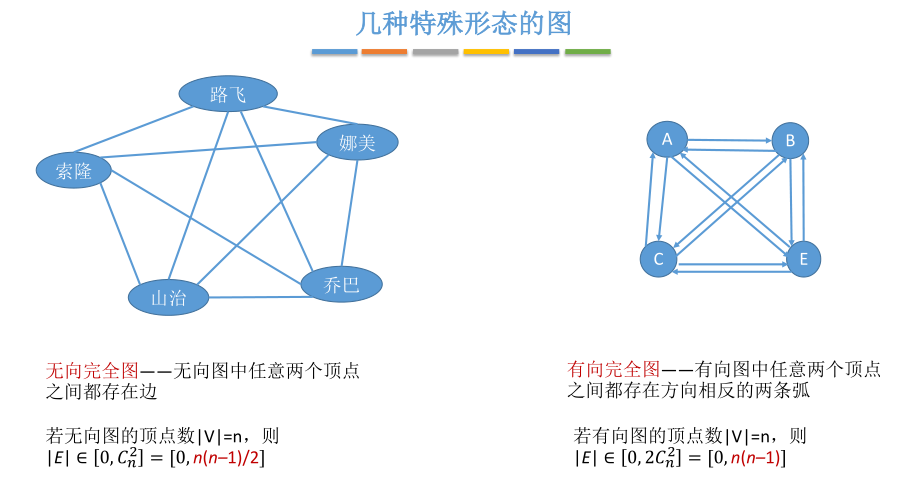 几种特殊形态的图
路飞
娜美
索隆
山治
乔巴
A
B
C
E
无向完全图——无向图中任意两个顶点
之间都存在边
若无向图的顶点数|V|=n，则
|E| ∈ [0, C_n^2] = [0, n(n–1)/2]
有向完全图——有向图中任意两个顶点
之间都存在方向相反的两条弧
若有向图的顶点数|V|=n，则
|E| ∈ [0, 2C_n^2] = [0, n(n–1)]